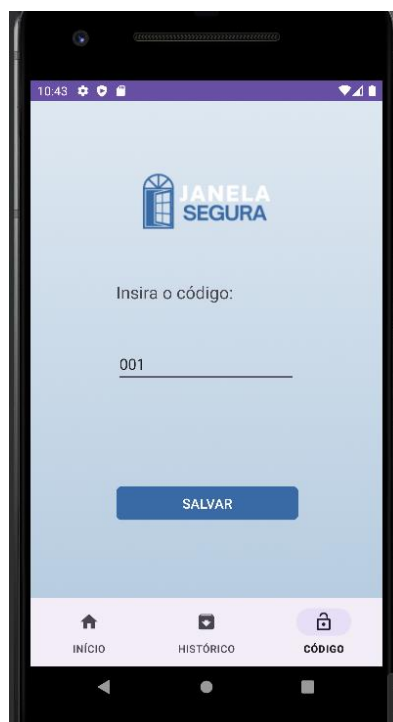 10:43
JANELA
SEGURA
Insira o código:
001
SALVAR
INÍCIO
HISTÓRICO
CÓDIGO